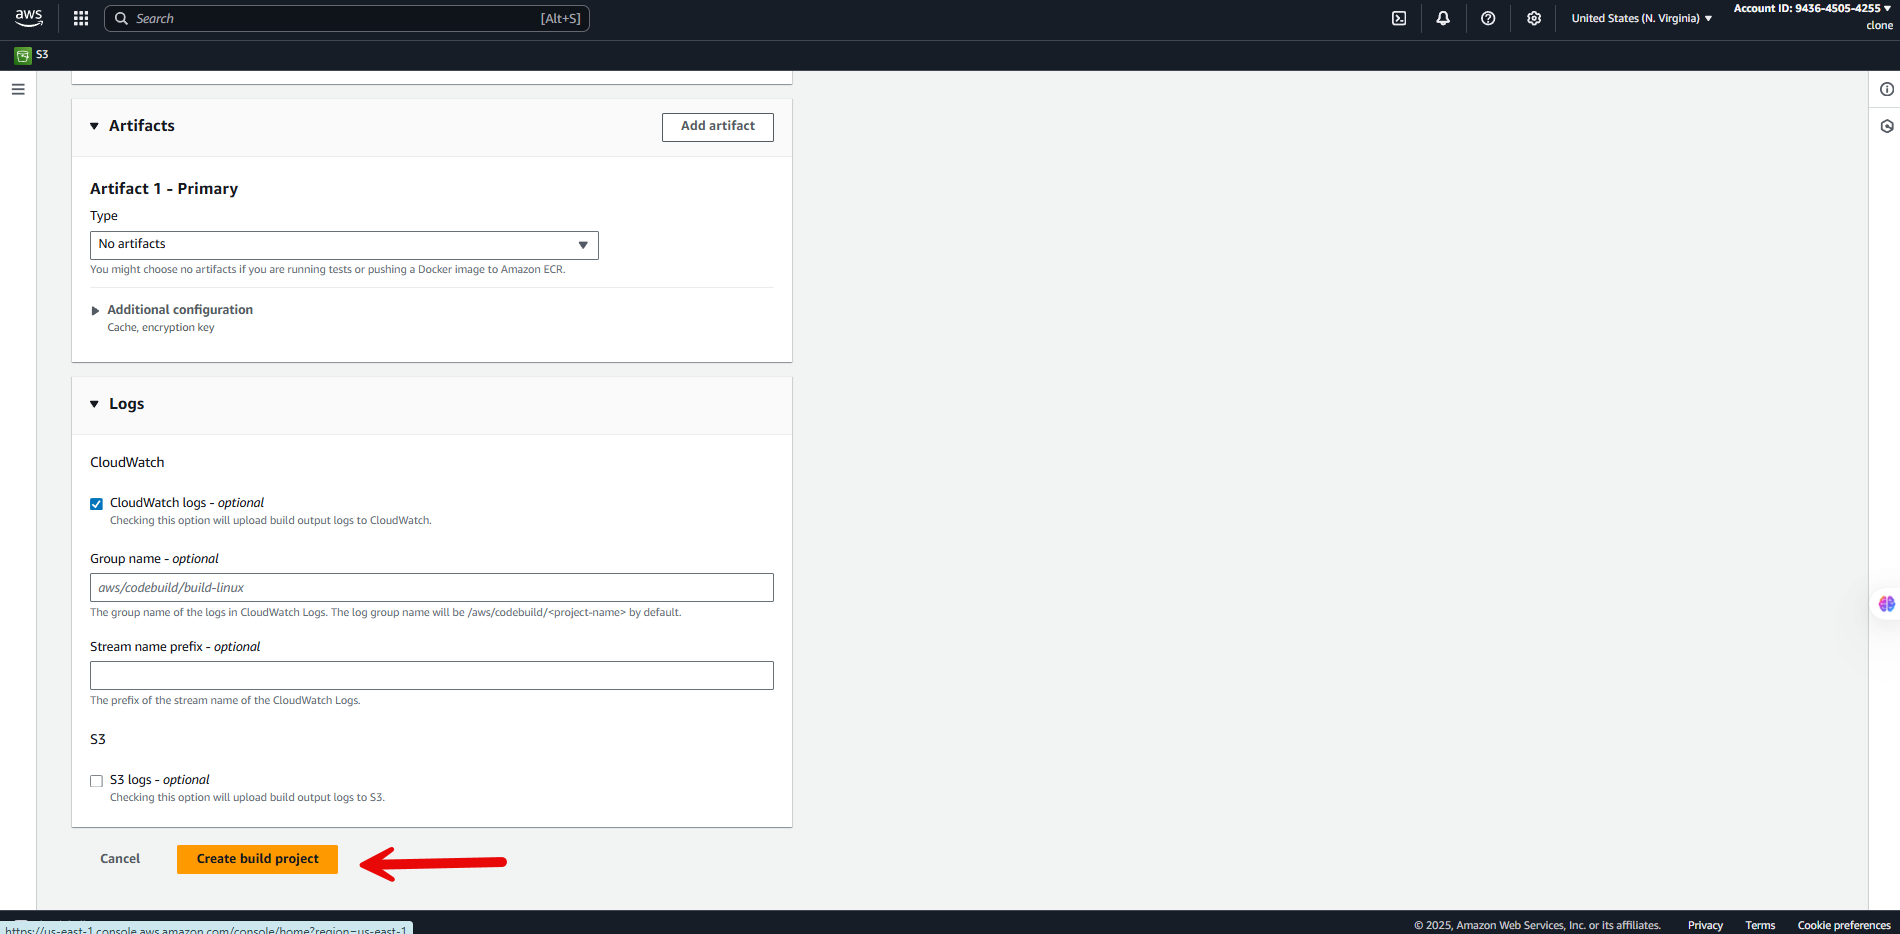 aws
Search
[Alt+S]
United States (N. Virginia)
Account ID: 9436-4505-4255
clone
S3
Artifacts
Add artifact
Artifact 1 - Primary
Type
No artifacts
You might choose no artifacts if you are running tests or pushing a Docker image to Amazon ECR.
Additional configuration
Cache, encryption key
Logs
CloudWatch
CloudWatch logs - optional
Checking this option will upload build output logs to CloudWatch.
Group name - optional
aws/codebuild/build-linux
The group name of the logs in CloudWatch Logs. The log group name will be /aws/codebuild/<project-name> by default.
Stream name prefix - optional
The prefix of the stream name of the CloudWatch Logs.
S3
S3 logs - optional
Checking this option will upload build output logs to S3.
Cancel
Create build project
https://us-east-1.console.aws.amazon.com/console/home?region=us-east-1
© 2025, Amazon Web Services, Inc. or its affiliates.
Privacy
Terms
Cookie preferences